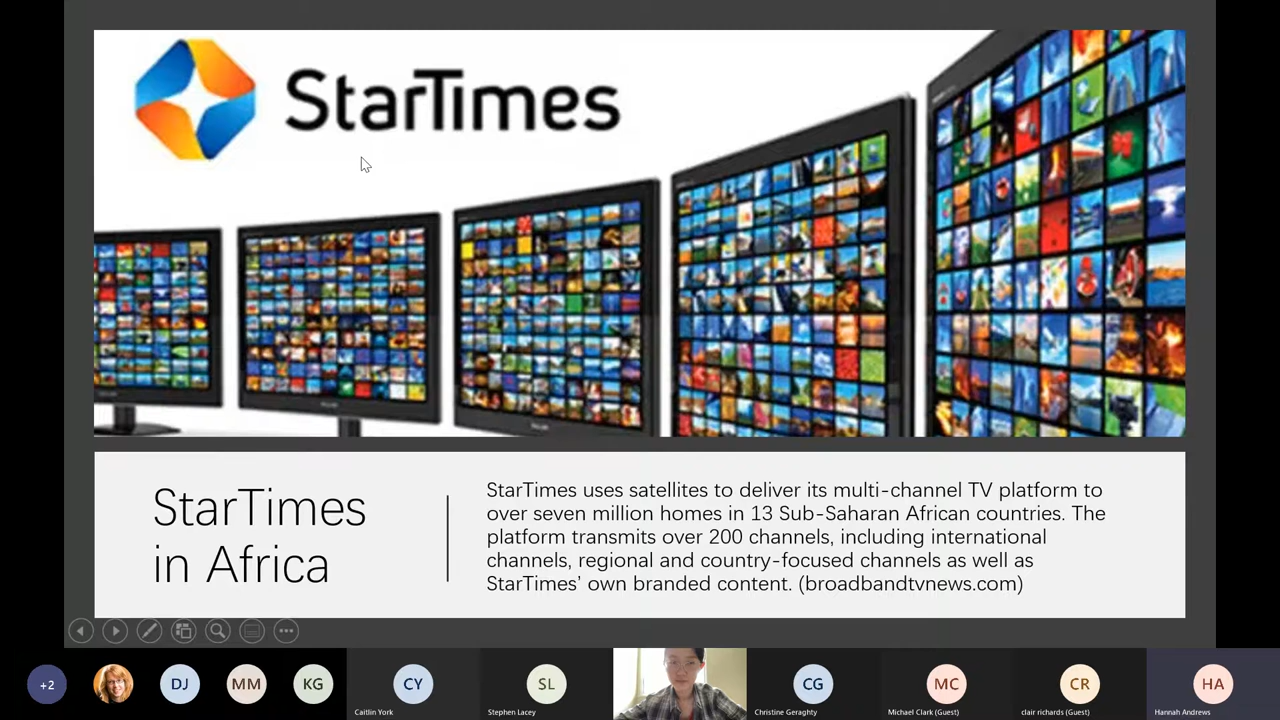 StarTimes
StarTimes
in Africa
StarTimes uses satellites to deliver its multi-channel TV platform to
over seven million homes in 13 Sub-Saharan African countries. The
platform transmits over 200 channels, including international
channels, regional and country-focused channels as well as
StarTimes’ own branded content. (broadbandtvnews.com)
+2
DJ
MM
KG
CY
Caitlin York
SL
Stephen Lacey
CG
Christine Geraghty
MC
Michael Clark (Guest)
CR
clair richards (Guest)
HA
Hannah Andrews